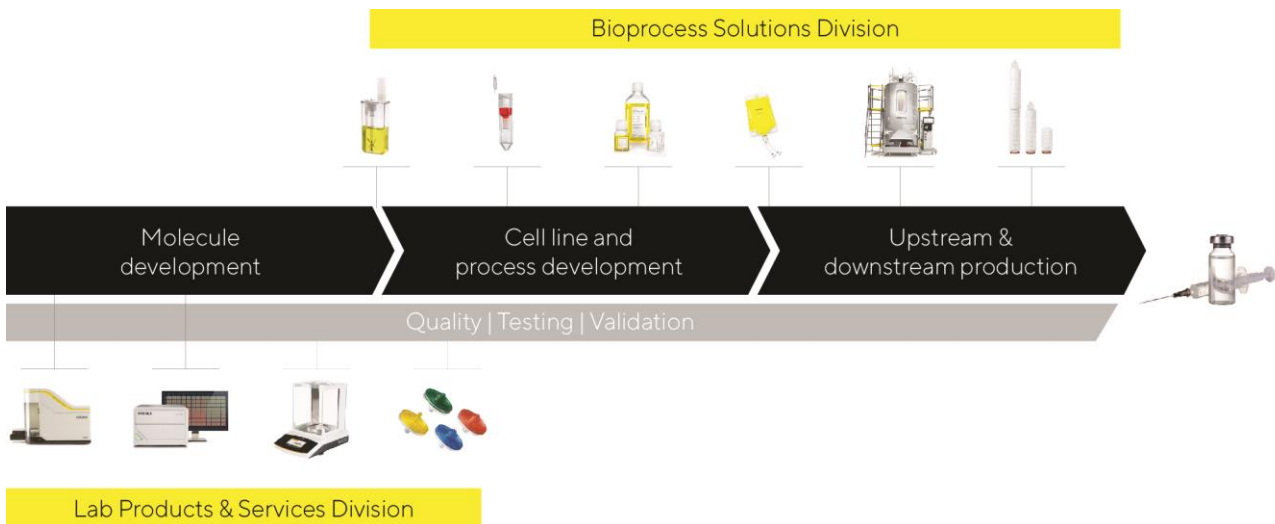 Bioprocess Solutions Division
Molecule
development
Cell line and
process development
Upstream &
downstream production
Quality | Testing | Validation
Lab Products & Services Division